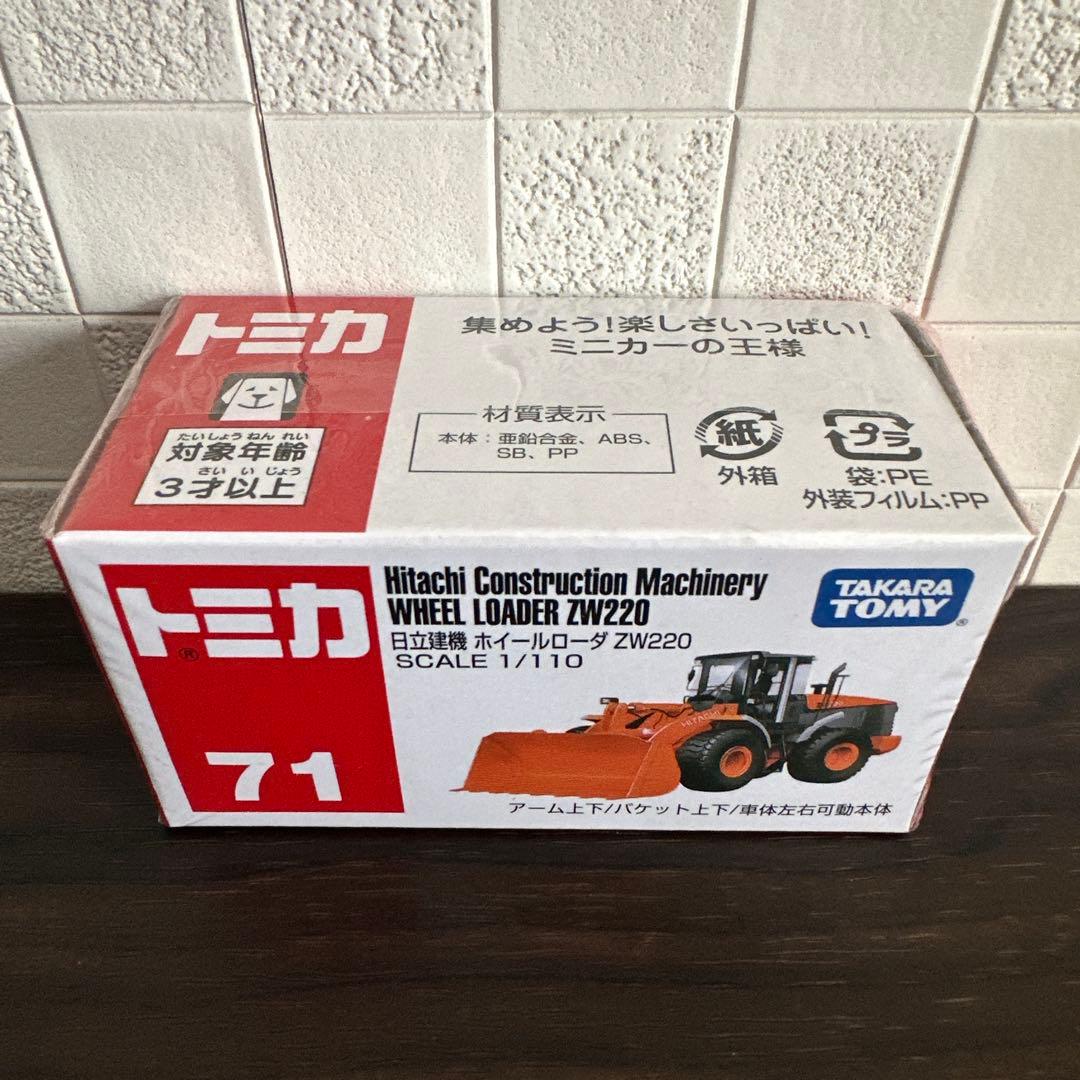 トミカ
集めよう!楽しさいっぱい!
ミニカーの王様
たいしょうねんれい
対象年齢
さいいじょう
3才以上
材質表示
本体:亜鉛合金、ABS、
SB、PP
紙
外箱
プラ
袋:PE
外装フィルム:PP
トミカ®
71
Hitachi Construction Machinery
WHEEL LOADER ZW220
日立建機 ホイールローダ ZW220
SCALE 1/110
TAKARA
TOMY®
HITACHI
アーム上下/バケット上下/車体左右可動本体